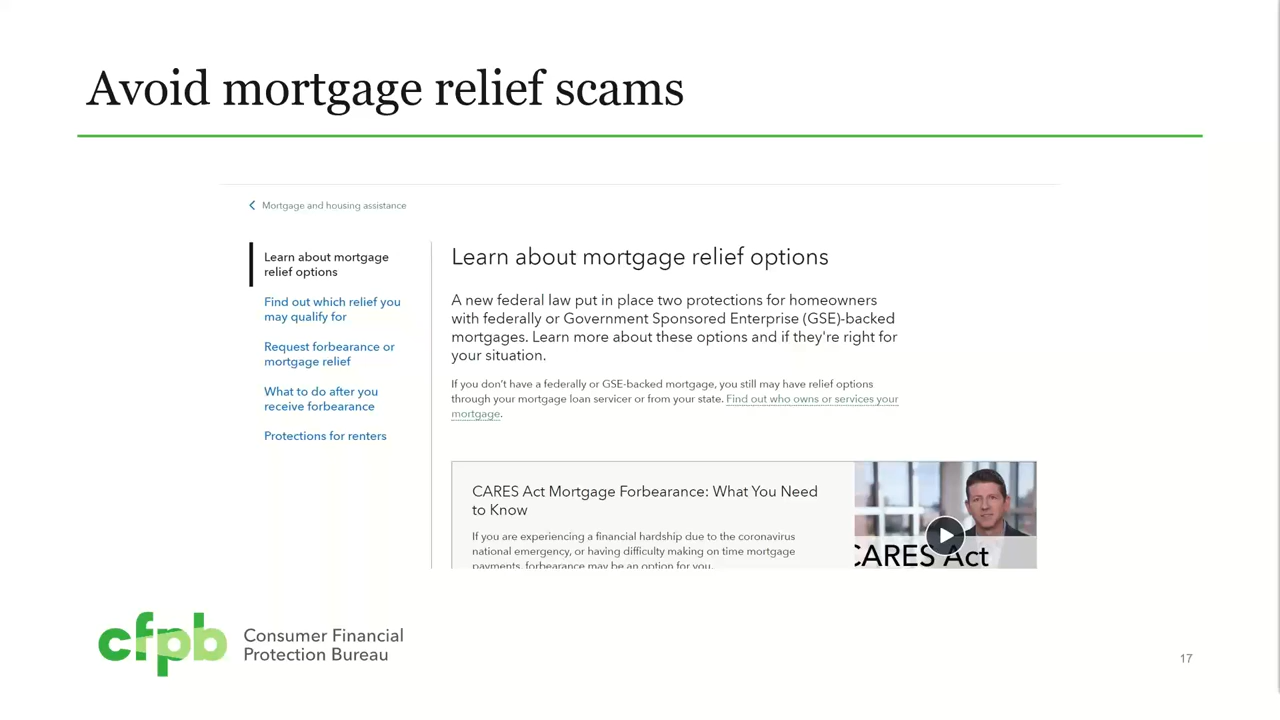 Avoid mortgage relief scams
Mortgage and housing assistance
Learn about mortgage
relief options
Find out which relief you
may qualify for
Request forbearance or
mortgage relief
What to do after you
receive forbearance
Protections for renters
Learn about mortgage relief options
A new federal law put in place two protections for homeowners
with federally or Government Sponsored Enterprise (GSE)-backed
mortgages. Learn more about these options and if they're right for
your situation.
If you don't have a federally or GSE-backed mortgage, you still may have relief options
through your mortgage loan servicer or from your state. Find out who owns or services your
mortgage.
CARES Act Mortgage Forbearance: What You Need
to Know
If you are experiencing a financial hardship due to the coronavirus
national emergency, or having difficulty making on time mortgage
payments, forbearance may be an option for you.
CARES Act
cfpb
Consumer Financial
Protection Bureau
17